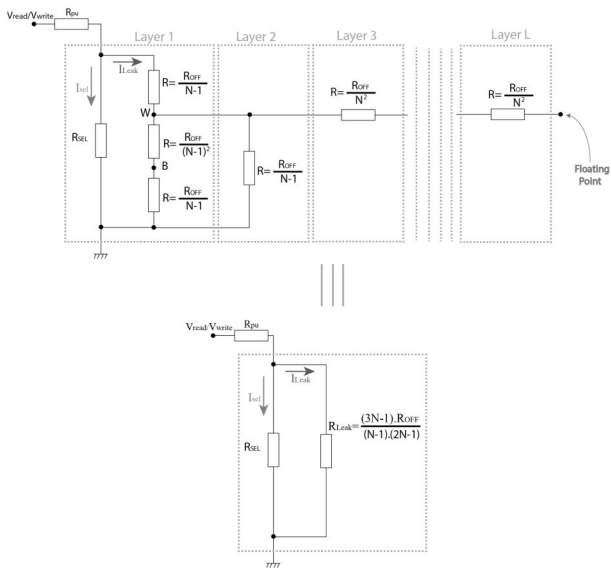 Vread/Vwrite Rpu
Layer 1 Layer 2 Layer 3 Layer L
ILeak
Isel
R= ROFF
N-1
R= ROFF
N²
R= ROFF
N²
W
RSEL
R= ROFF
(N-1)²
R= ROFF
N-1
B
R= ROFF
N-1
Floating
Point
Vread/Vwrite Rpu
ILeak
Isel
RSEL
RLeak= (3N-1).ROFF
(N-1).(2N-1)